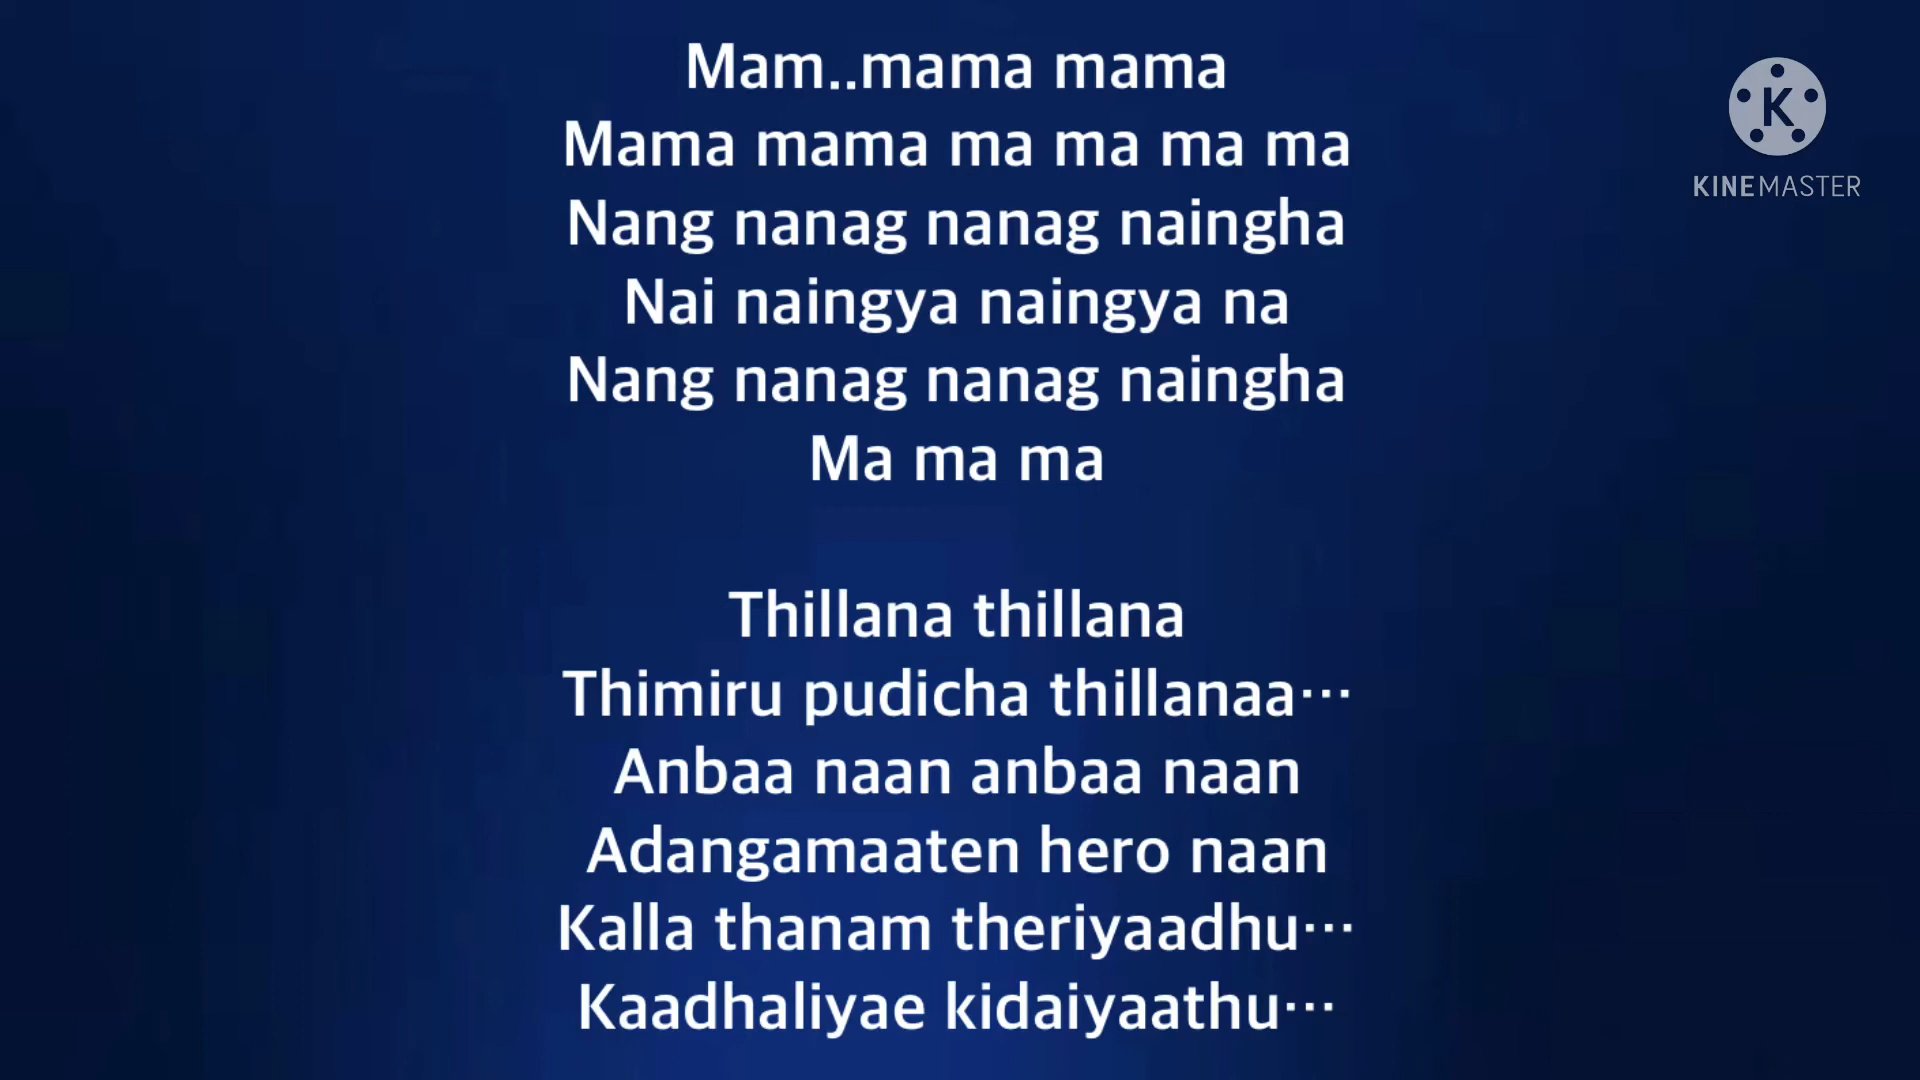 Mam..mama mama
Mama mama ma ma ma ma
Nang nanag nanag naingha
Nai naingya naingya na
Nang nanag nanag naingha
Ma ma ma
Thillana thillana
Thimiru pudicha thillanaa…
Anbaa naan anbaa naan
Adangamaaten hero naan
Kalla thanam theriyaadhu…
Kaadhaliyae kidaiyaathu…
K
KINEMASTER